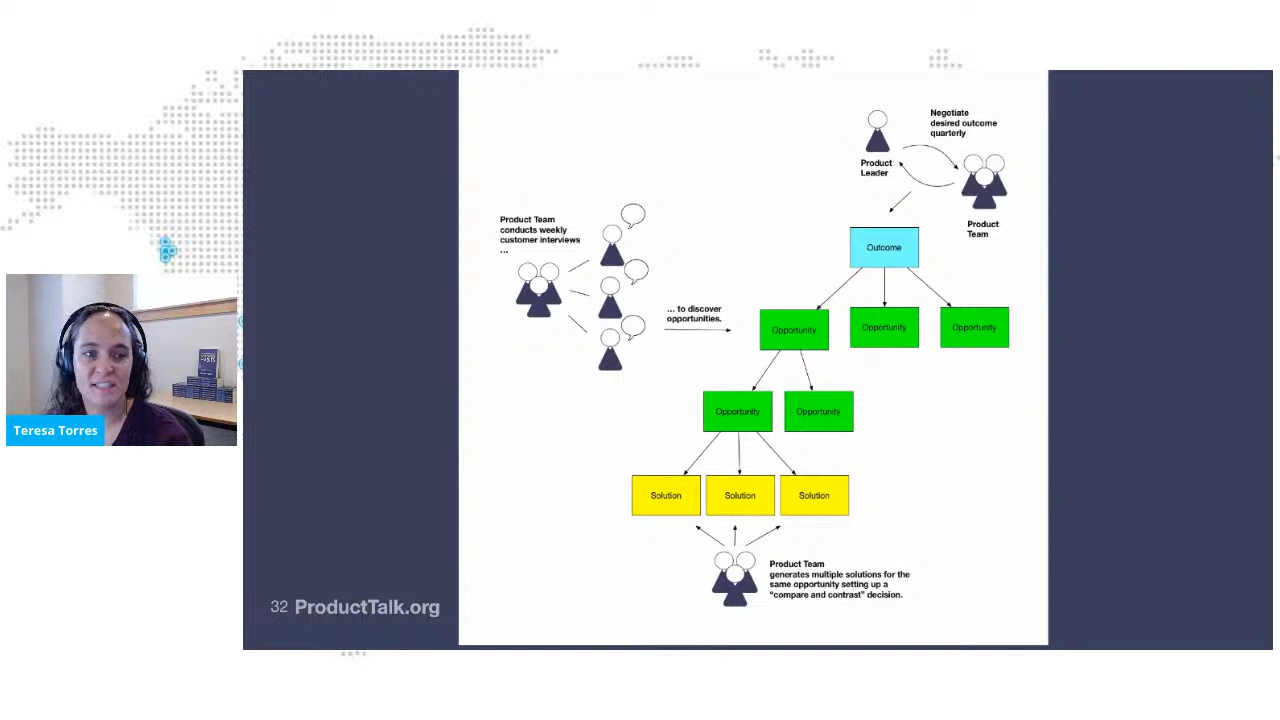 Negotiate
desired outcome
quarterly
Product
Leader
Product
Team
Product Team
conducts weekly
customer interviews
...
... to discover
opportunities.
Outcome
Opportunity
Opportunity
Opportunity
Opportunity
Opportunity
Solution
Solution
Solution
Product Team
generates multiple solutions for the
same opportunity setting up a
“compare and contrast” decision.
HABITS
Teresa Torres
32 ProductTalk.org